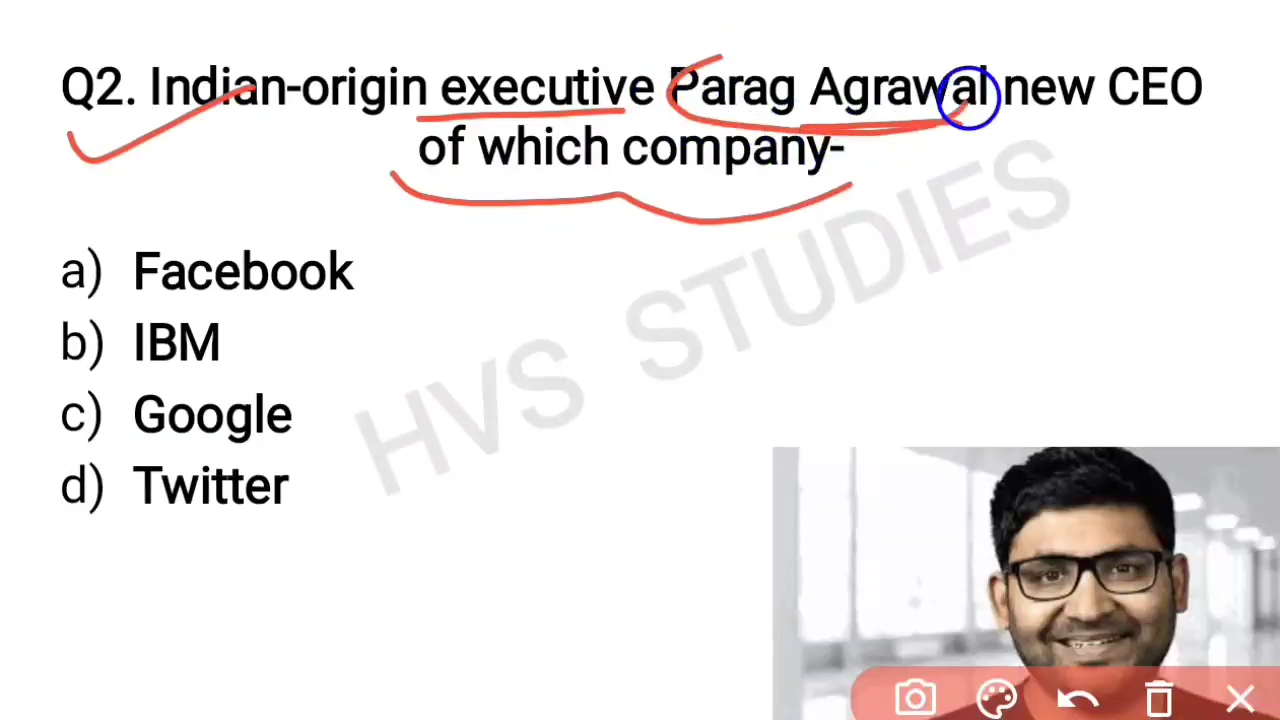 Q2. Indian-origin executive Parag Agrawal new CEO
of which company-
a) Facebook
b) IBM
c) Google
d) Twitter
HVS STUDIES